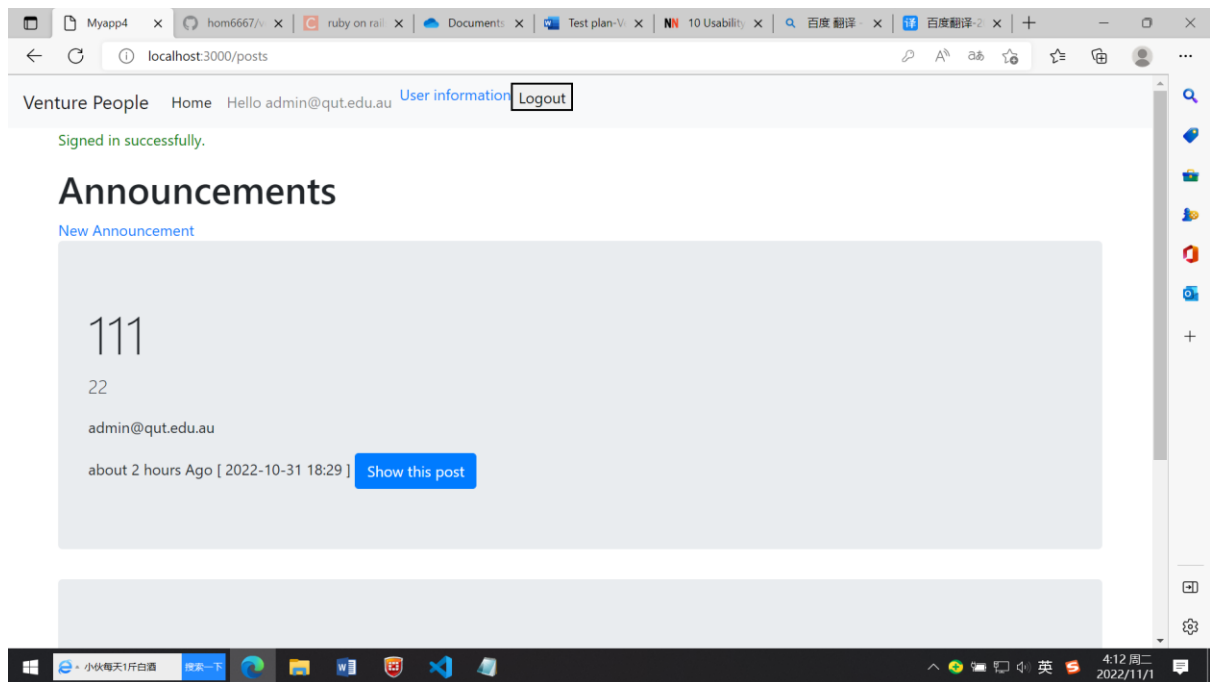 Myapp4
hom6667/v
ruby on rail
Documents
Test plan-V
NN 10 Usability
百度 翻译 -
译 百度翻译-2
localhost:3000/posts
Venture People Home Hello admin@qut.edu.au User information Logout
Signed in successfully.
Announcements
New Announcement
111
22
admin@qut.edu.au
about 2 hours Ago [ 2022-10-31 18:29 ] Show this post
小伙每天1斤白酒 搜索一下
英
4:12 周二
2022/11/1